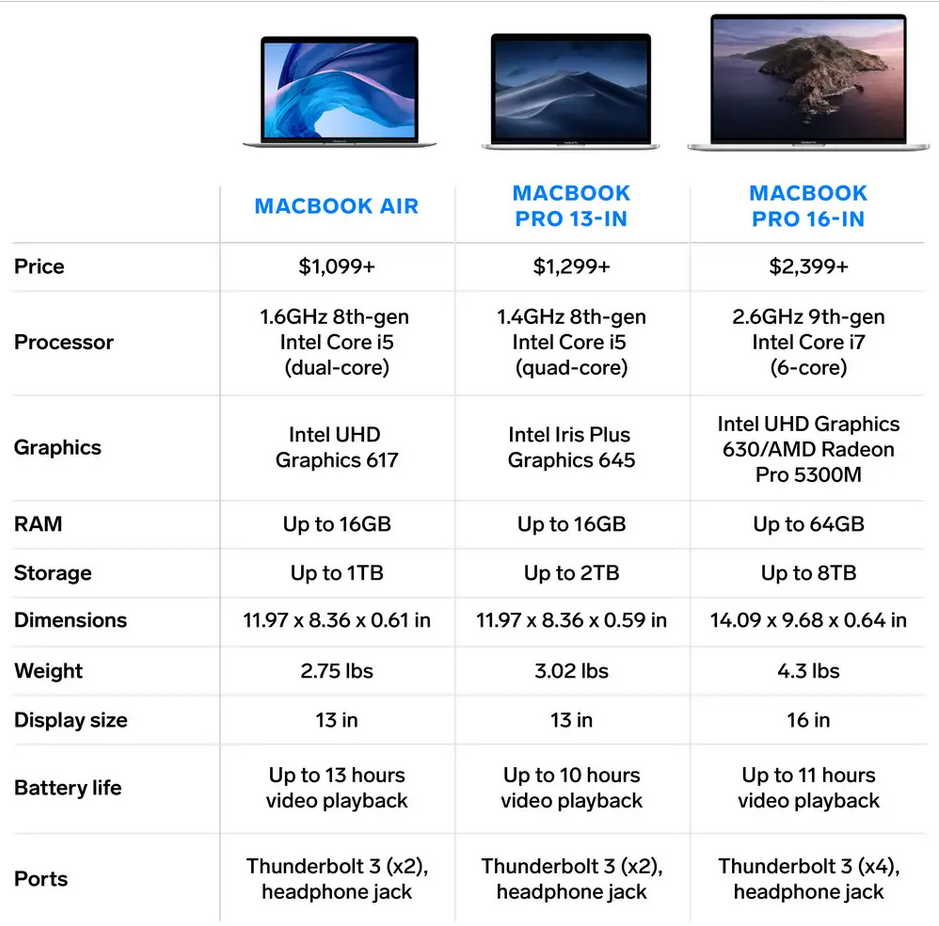 MACBOOK AIR
MACBOOK
PRO 13-IN
MACBOOK
PRO 16-IN
Price
$1,099+
$1,299+
$2,399+
Processor
1.6GHz 8th-gen
Intel Core i5
(dual-core)
1.4GHz 8th-gen
Intel Core i5
(quad-core)
2.6GHz 9th-gen
Intel Core i7
(6-core)
Graphics
Intel UHD
Graphics 617
Intel Iris Plus
Graphics 645
Intel UHD Graphics
630/AMD Radeon
Pro 5300M
RAM
Up to 16GB
Up to 16GB
Up to 64GB
Storage
Up to 1TB
Up to 2TB
Up to 8TB
Dimensions
11.97 x 8.36 x 0.61 in
11.97 x 8.36 x 0.59 in
14.09 x 9.68 x 0.64 in
Weight
2.75 lbs
3.02 lbs
4.3 lbs
Display size
13 in
13 in
16 in
Battery life
Up to 13 hours
video playback
Up to 10 hours
video playback
Up to 11 hours
video playback
Ports
Thunderbolt 3 (x2),
headphone jack
Thunderbolt 3 (x2),
headphone jack
Thunderbolt 3 (x4),
headphone jack